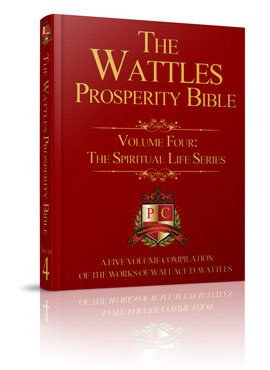 THE
WATTLES
PROSPERITY BIBLE
VOLUME FOUR:
THE SPIRITUAL LIFE SERIES
P C
A FIVE VOLUME COMPILATION
OF THE WORKS OF WALLACE D. WATTLES
THE WATTLES PROSPERITY BIBLE
VOLUME
4